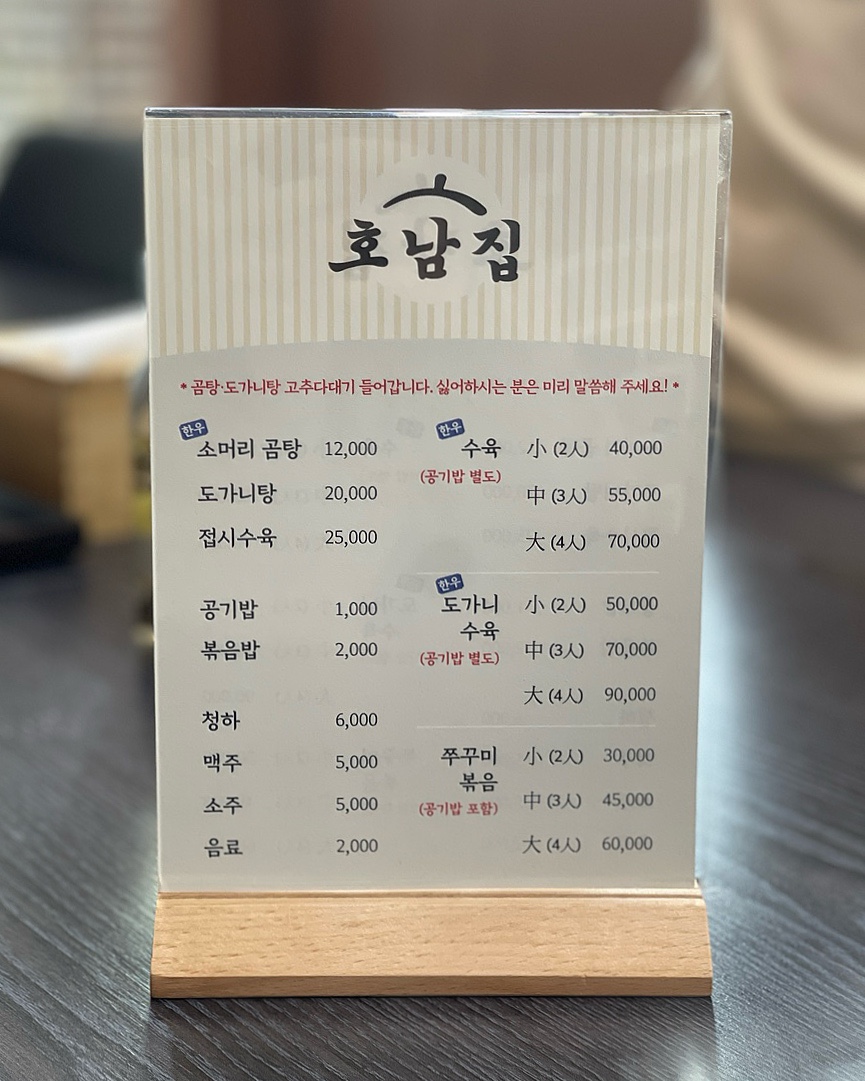 호남집
* 곰탕·도가니탕 고추다대기 들어갑니다. 싫어하시는 분은 미리 말씀해 주세요! *
한우
소머리 곰탕 12,000
도가니탕 20,000
접시수육 25,000
공기밥 1,000
볶음밥 2,000
청하 6,000
맥주 5,000
소주 5,000
음료 2,000
한우
수육 小 (2人) 40,000
(공기밥 별도)
中 (3人) 55,000
大 (4人) 70,000
한우
도가니 小 (2人) 50,000
수육
(공기밥 별도) 中 (3人) 70,000
大 (4人) 90,000
쭈꾸미 小 (2人) 30,000
볶음
(공기밥 포함) 中 (3人) 45,000
大 (4人) 60,000